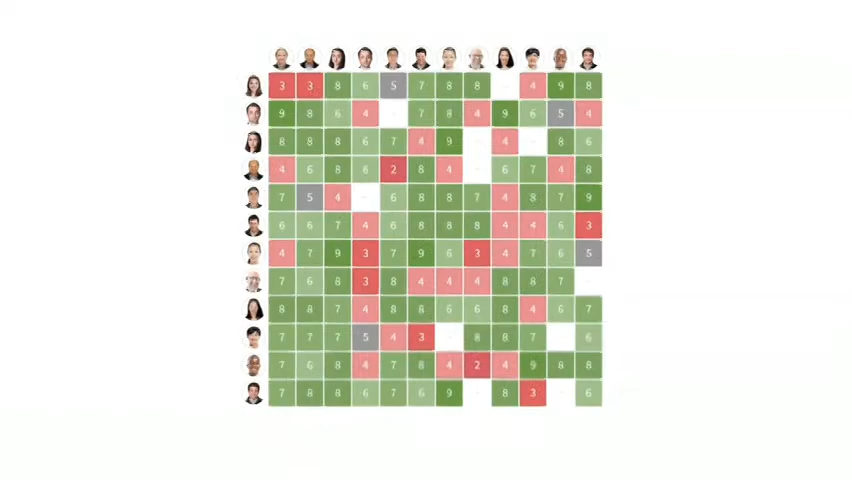 3 3 8 6 5 7 8 8 - 4 9 8
9 8 6 4 - 7 8 4 9 6 5 4
8 8 8 6 7 4 9 - 4 - 8 6
4 6 8 8 2 8 4 - 6 7 4 8
7 5 4 - 6 8 8 7 4 8 7 9
6 6 7 4 6 8 8 8 4 4 6 3
4 7 9 3 7 9 6 3 4 7 6 5
7 6 8 3 8 4 4 4 8 8 7 -
8 8 7 4 8 8 6 6 8 4 6 7
7 7 7 5 4 3 - 8 8 7 - 6
7 6 8 4 7 8 4 2 4 9 8 8
7 8 8 6 7 6 9 - 8 3 - 6